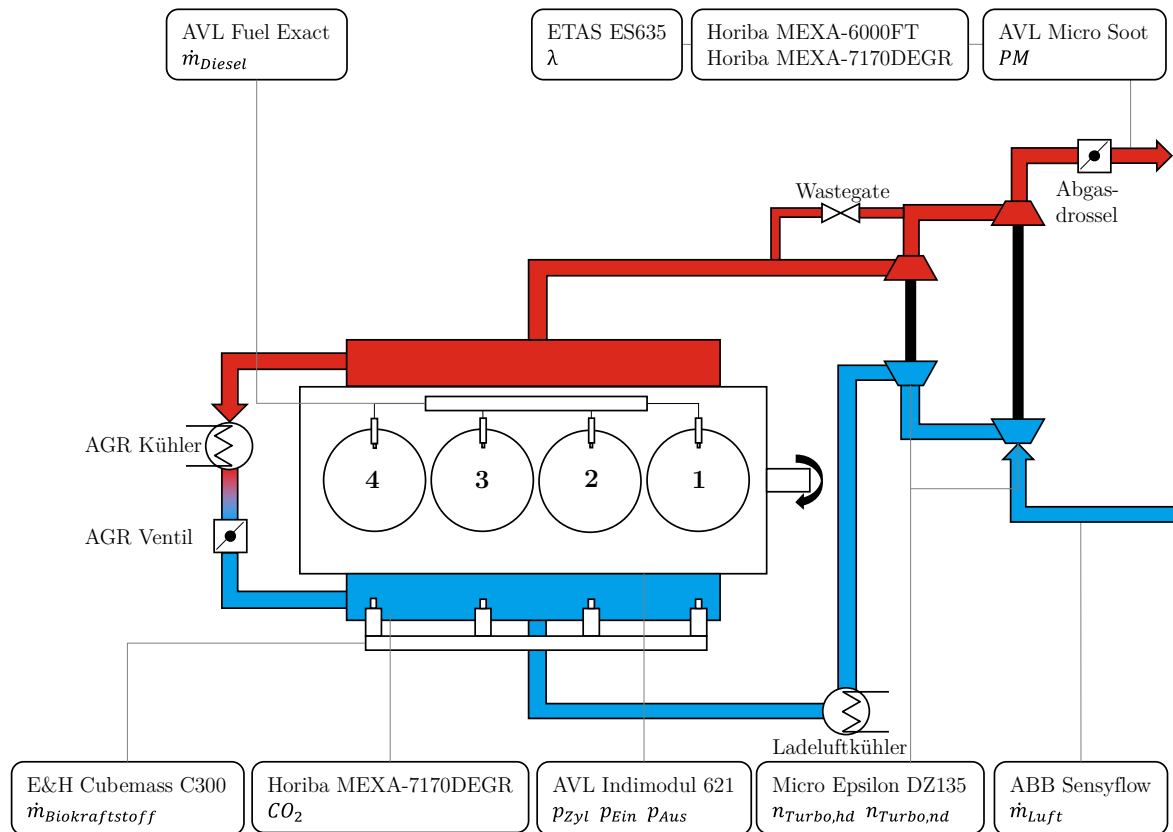 AVL Fuel Exact
ṁ_Diesel
ETAS ES635
λ
Horiba MEXA-6000FT
Horiba MEXA-7170DEGR
AVL Micro Soot
PM
Wastegate
Abgas-
drossel
AGR Kühler
AGR Ventil
4 3 2 1
Ladeluftkühler
E&H Cubemass C300
ṁ_Biokraftstoff
Horiba MEXA-7170DEGR
CO₂
AVL Indimodul 621
p_Zyl p_Ein p_Aus
Micro Epsilon DZ135
n_Turbo,hd n_Turbo,nd
ABB Sensyflow
ṁ_Luft